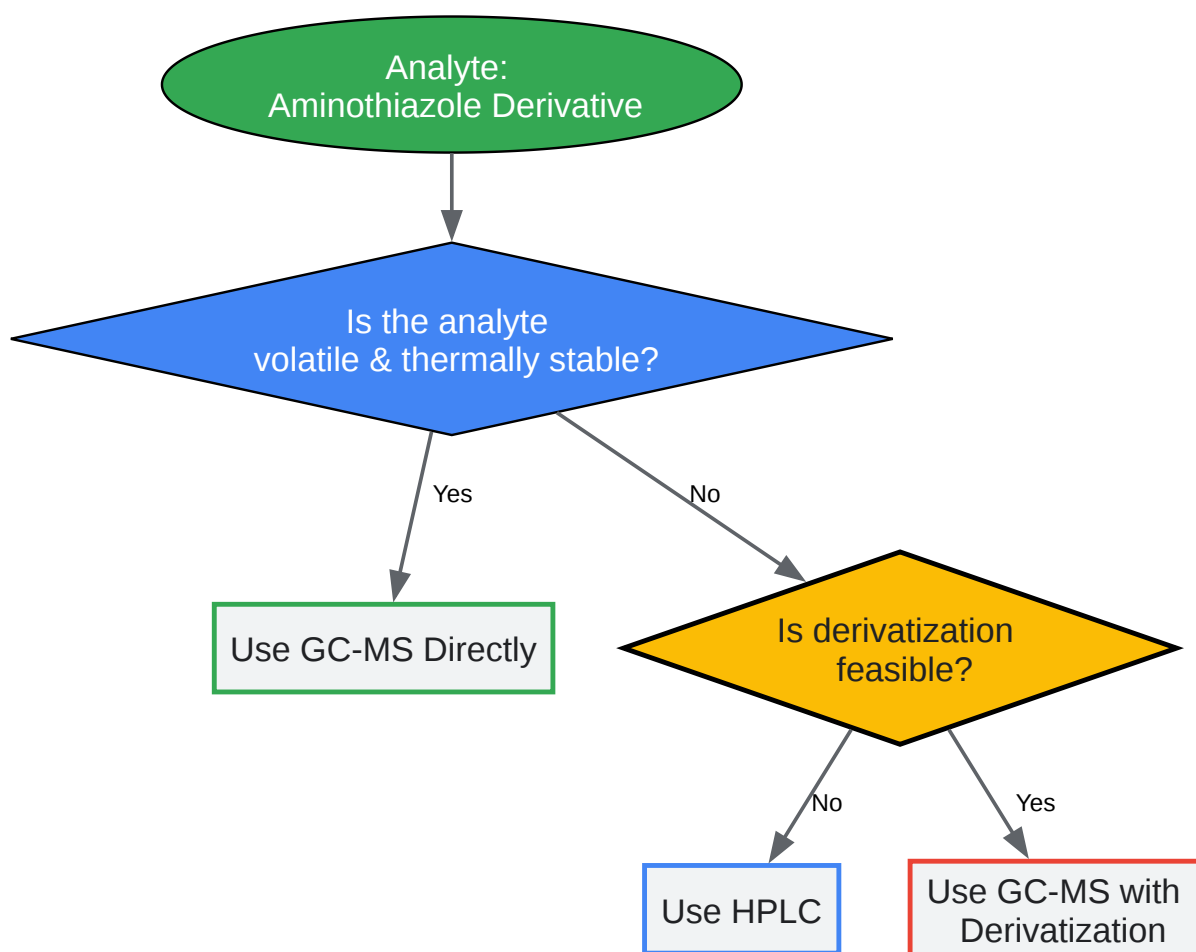 Analyte:
Aminothiazole Derivative
Is the analyte
volatile & thermally stable?
Yes
No
Use GC-MS Directly
Is derivatization
feasible?
No
Yes
Use HPLC
Use GC-MS with
Derivatization